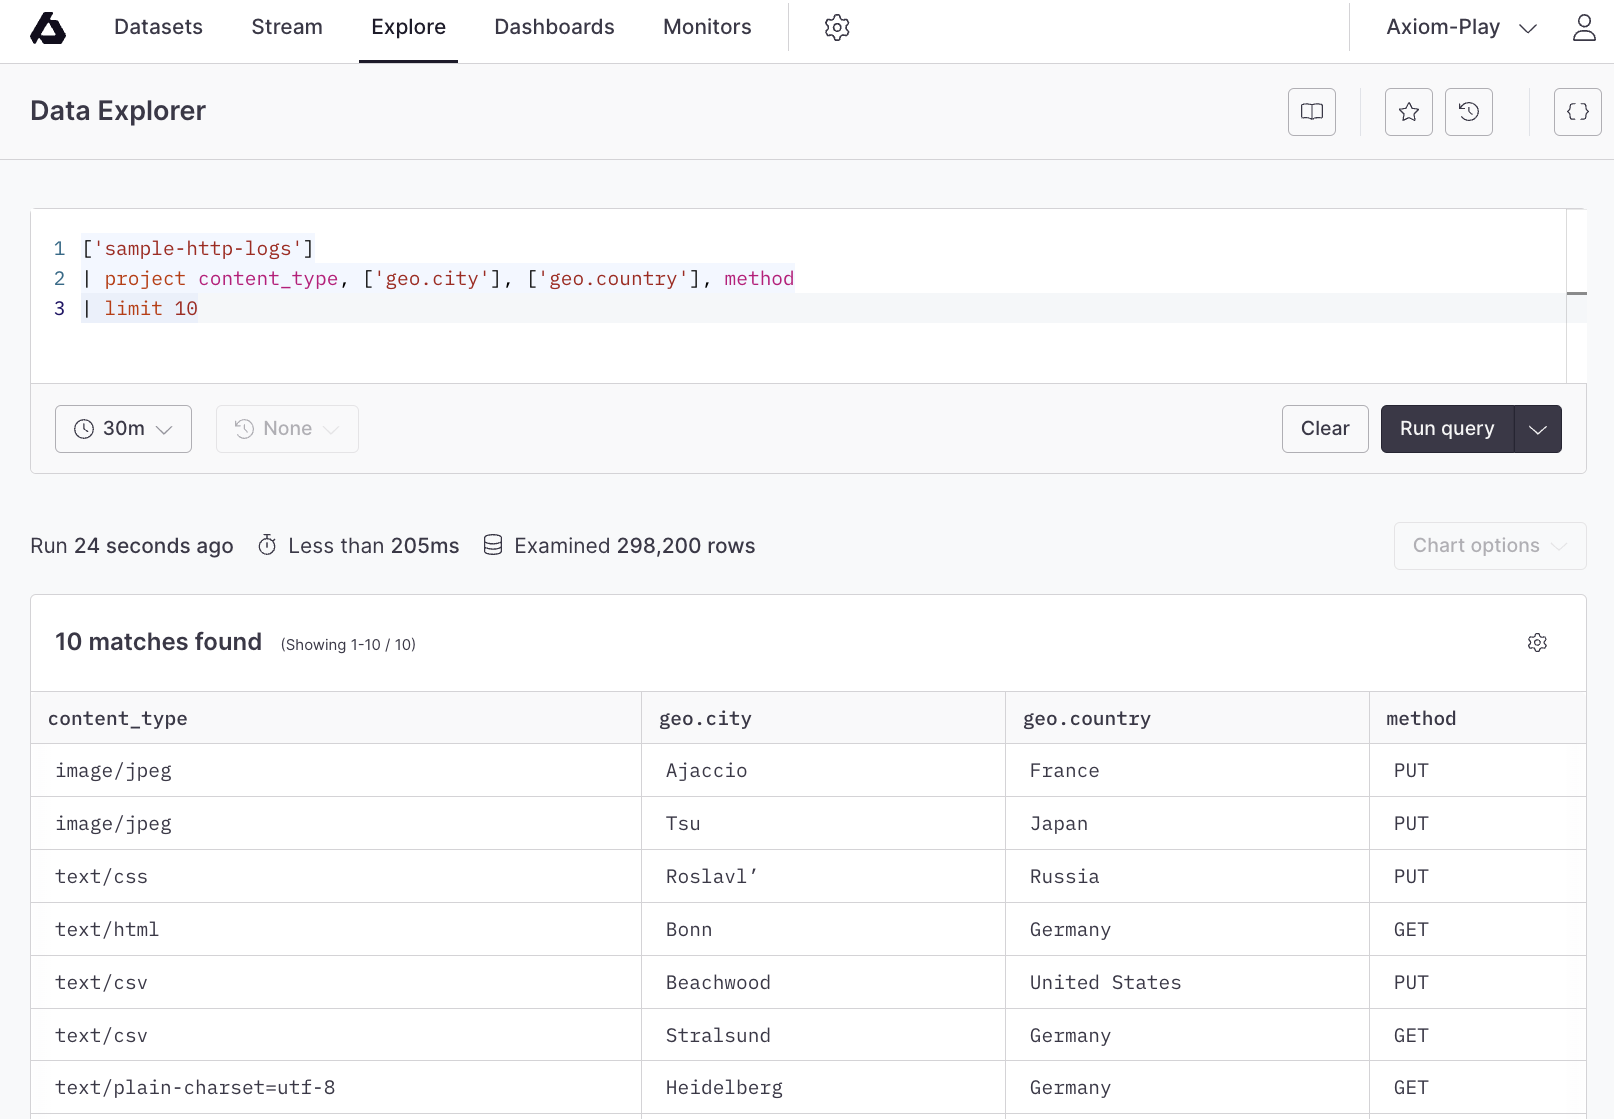 Datasets Stream Explore Dashboards Monitors Axiom-Play
Data Explorer
1 ['sample-http-logs']
2 | project content_type, ['geo.city'], ['geo.country'], method
3 | limit 10
30m None Clear Run query
Run 24 seconds ago Less than 205ms Examined 298,200 rows Chart options
10 matches found (Showing 1-10 / 10)
content_type geo.city geo.country method
image/jpeg Ajaccio France PUT
image/jpeg Tsu Japan PUT
text/css Roslavl’ Russia PUT
text/html Bonn Germany GET
text/csv Beachwood United States PUT
text/csv Stralsund Germany GET
text/plain-charset=utf-8 Heidelberg Germany GET